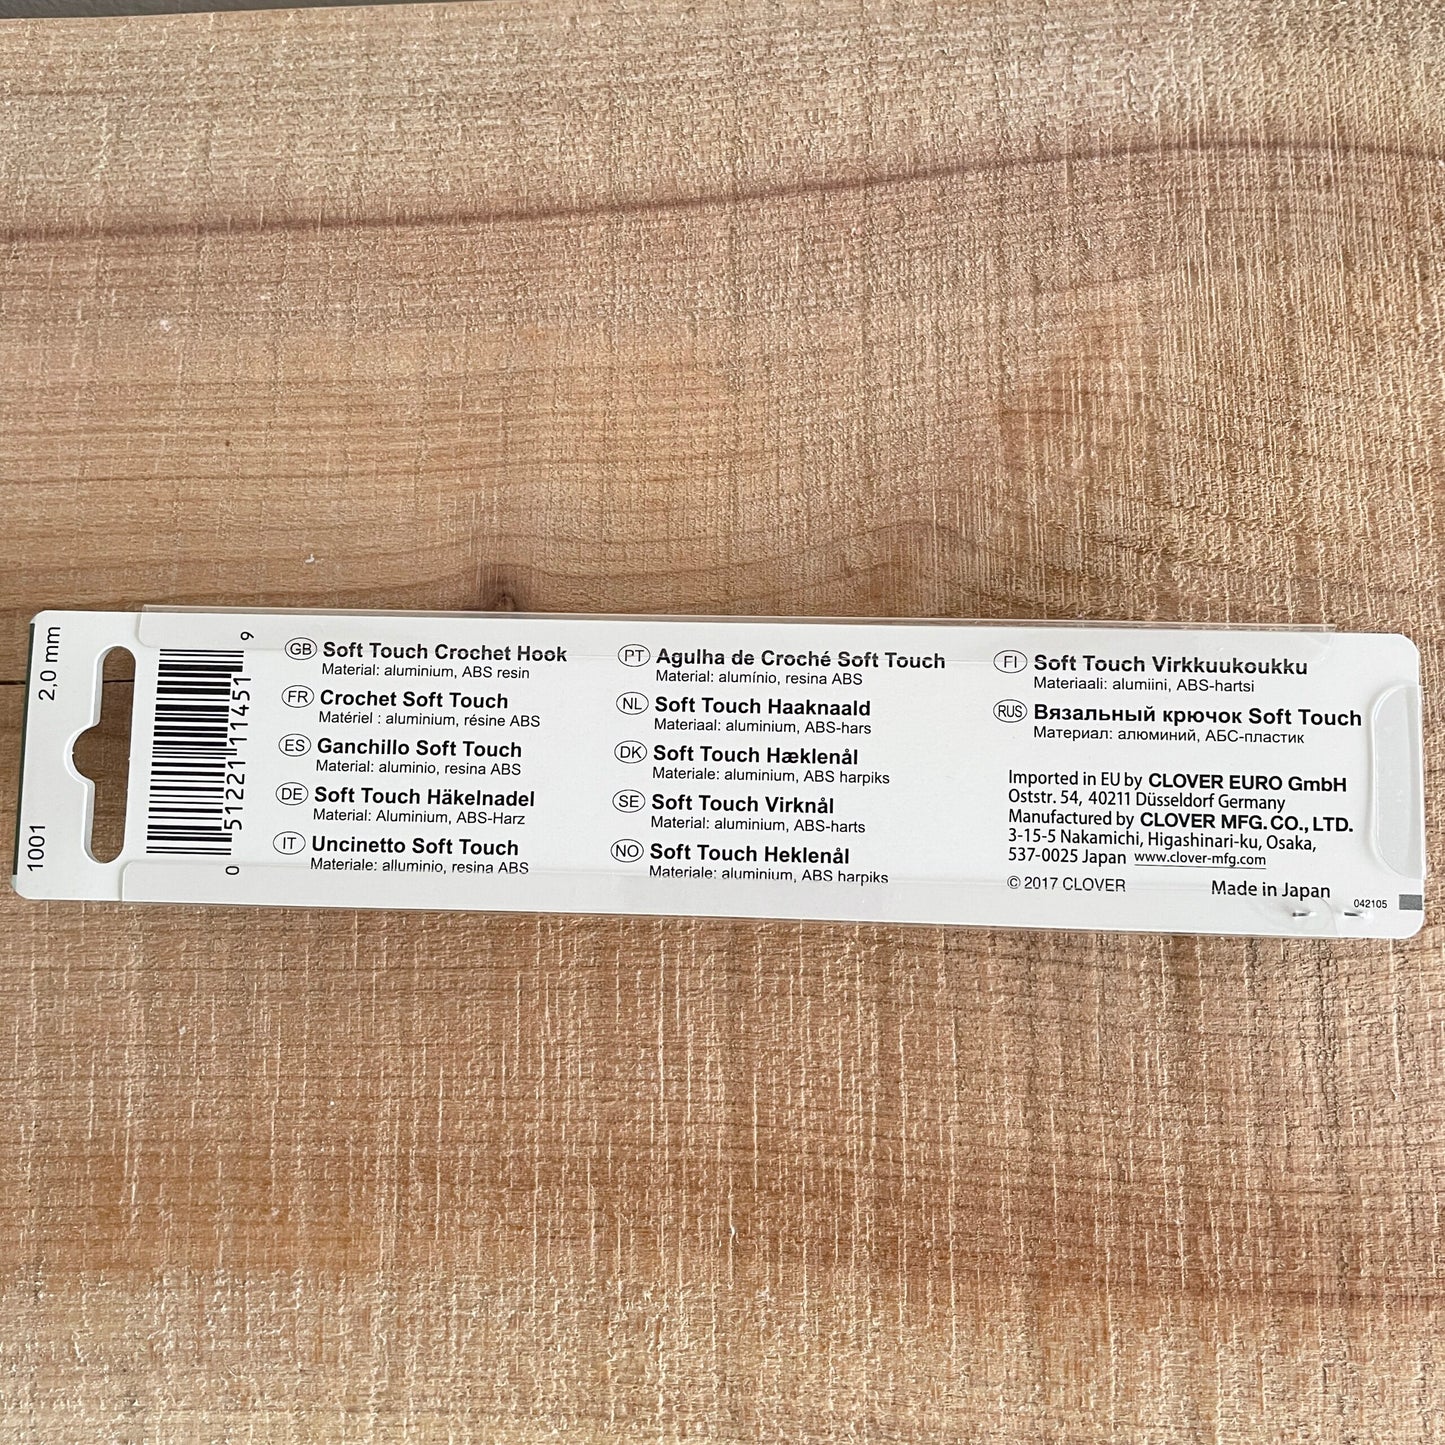 2,0 mm
1001
0 51221 11451 9
GB Soft Touch Crochet Hook
Material: aluminium, ABS resin
FR Crochet Soft Touch
Matériel : aluminium, résine ABS
ES Ganchillo Soft Touch
Material: aluminio, resina ABS
DE Soft Touch Häkelnadel
Material: Aluminium, ABS-Harz
IT Uncinetto Soft Touch
Materiale: alluminio, resina ABS
PT Agulha de Croché Soft Touch
Material: alumínio, resina ABS
NL Soft Touch Haaknaald
Materiaal: aluminium, ABS-hars
DK Soft Touch Hæklenål
Materiale: aluminium, ABS harpiks
SE Soft Touch Virknål
Material: aluminium, ABS-harts
NO Soft Touch Heklenål
Materiale: aluminium, ABS harpiks
FI Soft Touch Virkkuukoukku
Materiaali: alumiini, ABS-hartsi
RUS Вязальный крючок Soft Touch
Материал: алюминий, АБС-пластик
Imported in EU by CLOVER EURO GmbH
Oststr. 54, 40211 Düsseldorf Germany
Manufactured by CLOVER MFG. CO., LTD.
3-15-5 Nakamichi, Higashinari-ku, Osaka,
537-0025 Japan www.clover-mfg.com
© 2017 CLOVER Made in Japan
042105